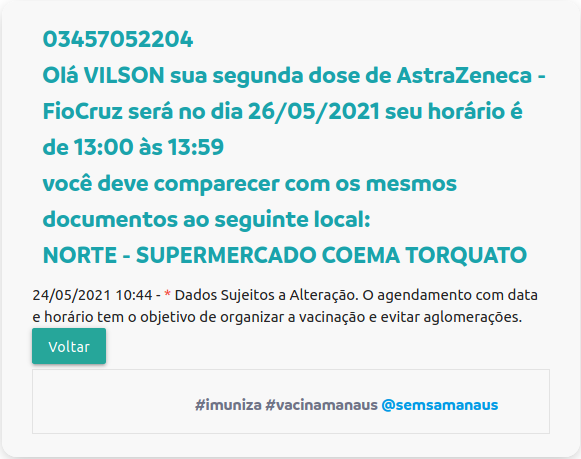 03457052204
Olá VILSON sua segunda dose de AstraZeneca -
FioCruz será no dia 26/05/2021 seu horário é
de 13:00 às 13:59
você deve comparecer com os mesmos
documentos ao seguinte local:
NORTE - SUPERMERCADO COEMA TORQUATO
24/05/2021 10:44 - * Dados Sujeitos a Alteração. O agendamento com data
e horário tem o objetivo de organizar a vacinação e evitar aglomerações.
Voltar
#imuniza #vacinamanaus @semsamanaus